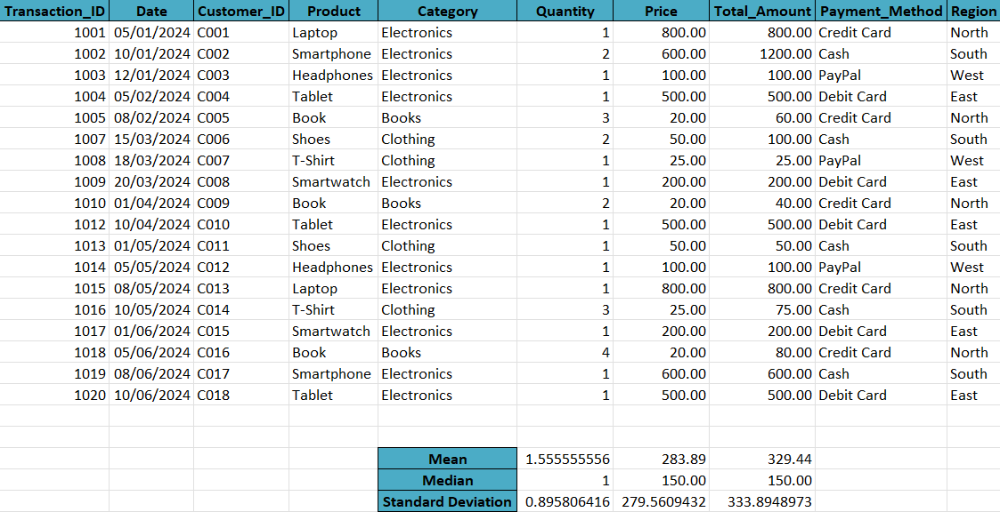 Transaction_ID Date Customer_ID Product Category Quantity Price Total_Amount Payment_Method Region
1001 05/01/2024 C001 Laptop Electronics 1 800.00 800.00 Credit Card North
1002 10/01/2024 C002 Smartphone Electronics 2 600.00 1200.00 Cash South
1003 12/01/2024 C003 Headphones Electronics 1 100.00 100.00 PayPal West
1004 05/02/2024 C004 Tablet Electronics 1 500.00 500.00 Debit Card East
1005 08/02/2024 C005 Book Books 3 20.00 60.00 Credit Card North
1007 15/03/2024 C006 Shoes Clothing 2 50.00 100.00 Cash South
1008 18/03/2024 C007 T-Shirt Clothing 1 25.00 25.00 PayPal West
1009 20/03/2024 C008 Smartwatch Electronics 1 200.00 200.00 Debit Card East
1010 01/04/2024 C009 Book Books 2 20.00 40.00 Credit Card North
1012 10/04/2024 C010 Tablet Electronics 1 500.00 500.00 Debit Card East
1013 01/05/2024 C011 Shoes Clothing 1 50.00 50.00 Cash South
1014 05/05/2024 C012 Headphones Electronics 1 100.00 100.00 PayPal West
1015 08/05/2024 C013 Laptop Electronics 1 800.00 800.00 Credit Card North
1016 10/05/2024 C014 T-Shirt Clothing 3 25.00 75.00 Cash South
1017 01/06/2024 C015 Smartwatch Electronics 1 200.00 200.00 Debit Card East
1018 05/06/2024 C016 Book Books 4 20.00 80.00 Credit Card North
1019 08/06/2024 C017 Smartphone Electronics 1 600.00 600.00 Cash South
1020 10/06/2024 C018 Tablet Electronics 1 500.00 500.00 Debit Card East
Mean 1.555555556 283.89 329.44
Median 1 150.00 150.00
Standard Deviation 0.895806416 279.5609432 333.8948973